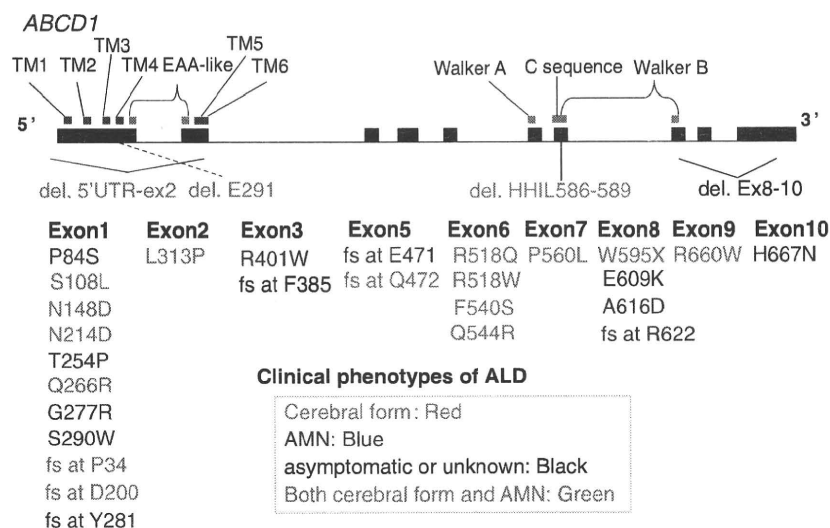 ABCD1
TM3
TM5
TM1 TM2 TM4 EAA-like TM6
Walker A C sequence Walker B
5' 3'
del. 5'UTR-ex2 del. E291 del. HHIL586-589 del. Ex8-10
Exon1 Exon2 Exon3 Exon5 Exon6 Exon7 Exon8 Exon9 Exon10
P84S L313P R401W fs at E471 R518Q P560L W595X R660W H667N
S108L fs at F385 fs at Q472 R518W E609K
N148D F540S A616D
N214D Q544R fs at R622
T254P
Q266R
G277R
S290W
fs at P34
fs at D200
fs at Y281
Clinical phenotypes of ALD
Cerebral form: Red
AMN: Blue
asymptomatic or unknown: Black
Both cerebral form and AMN: Green